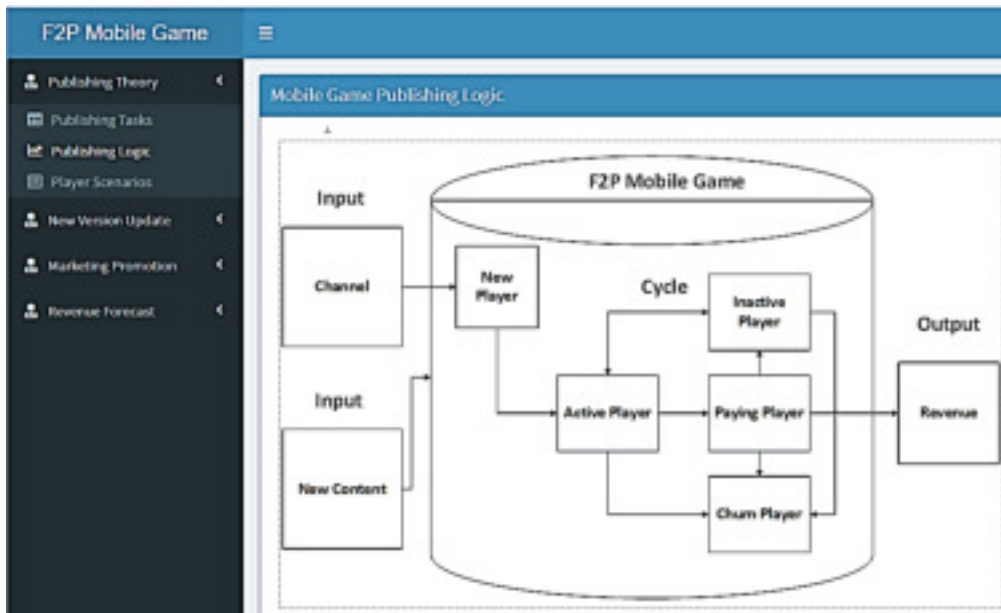 F2P Mobile Game
Publishing Theory
Publishing Tasks
Publishing Logic
Player Scenarios
New Version Update
Marketing Promotion
Revenue Forecast
Mobile Game Publishing Logic
F2P Mobile Game
Input
Channel
New
Player
Cycle
Inactive
Player
Output
Input
Active Player
Paying Player
Revenue
New Content
Churn Player